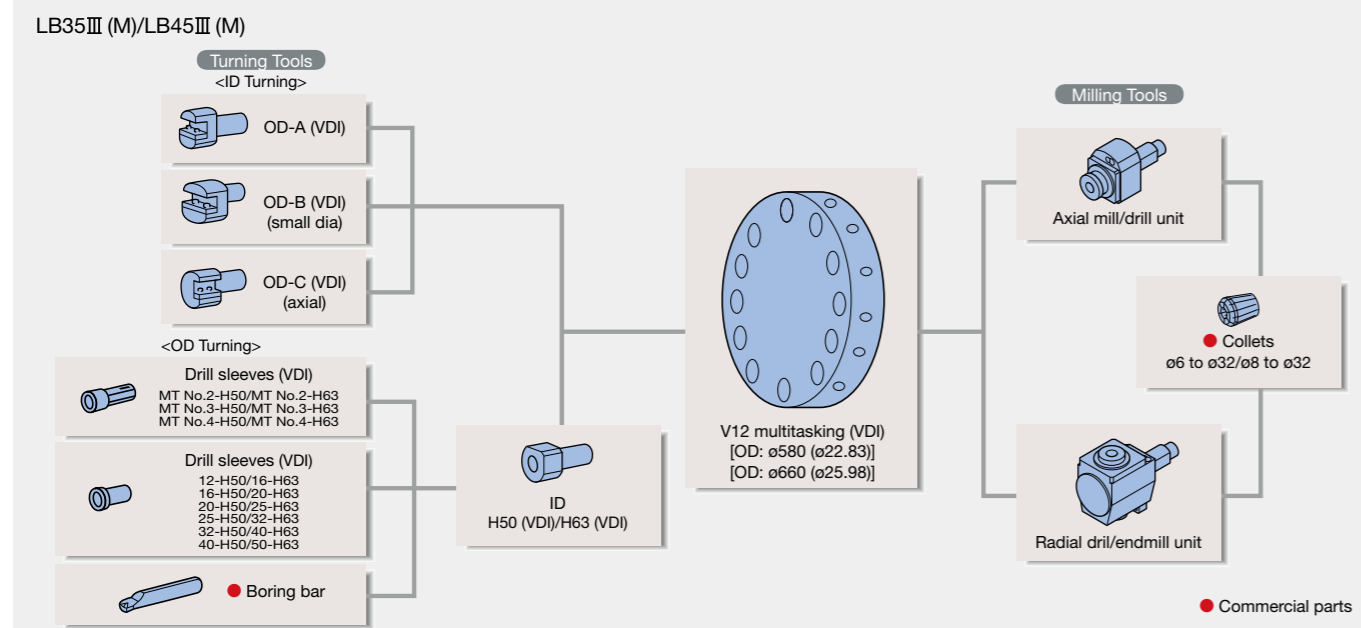 LB35Ⅲ (M)/LB45Ⅲ (M)
Turning Tools
<ID Turning>
OD-A (VDI)
OD-B (VDI)
(small dia)
OD-C (VDI)
(axial)
<OD Turning>
Drill sleeves (VDI)
MT No.2-H50/MT No.2-H63
MT No.3-H50/MT No.3-H63
MT No.4-H50/MT No.4-H63
Drill sleeves (VDI)
12-H50/16-H63
16-H50/20-H63
20-H50/25-H63
25-H50/32-H63
32-H50/40-H63
40-H50/50-H63
Boring bar
ID
H50 (VDI)/H63 (VDI)
V12 multitasking (VDI)
[OD: ø580 (ø22.83)]
[OD: ø660 (ø25.98)]
Milling Tools
Axial mill/drill unit
Collets
ø6 to ø32/ø8 to ø32
Radial dril/endmill unit
Commercial parts